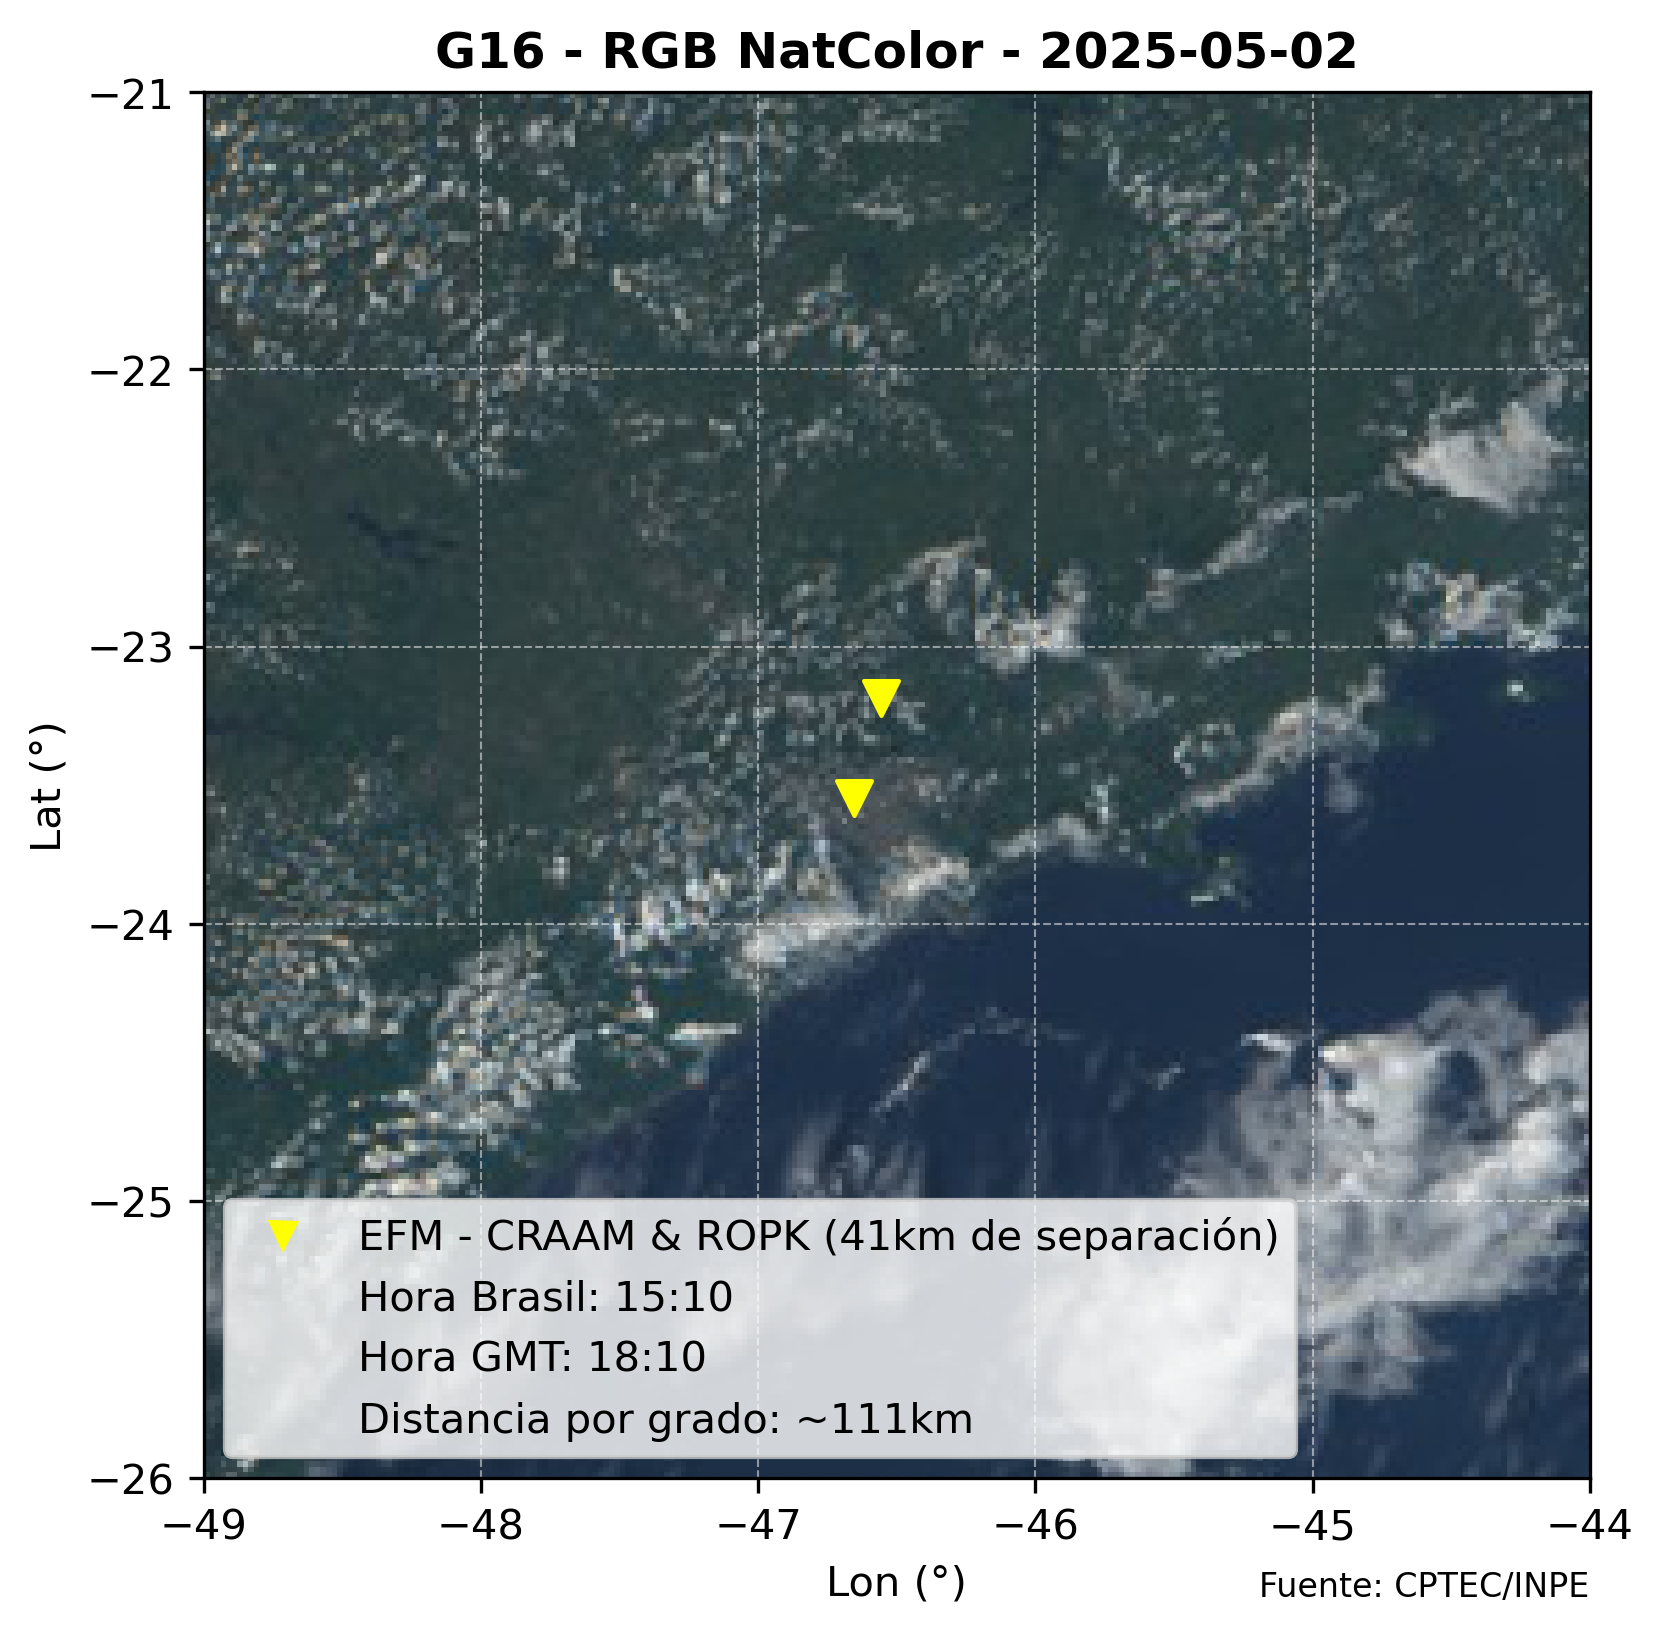 G16 - RGB NatColor - 2025-05-02
−21
−22
−23
−24
−25
−26
Lat (°)
EFM - CRAAM & ROPK (41km de separación)
Hora Brasil: 15:10
Hora GMT: 18:10
Distancia por grado: ~111km
−49 −48 −47 −46 −45 −44
Lon (°)
Fuente: CPTEC/INPE